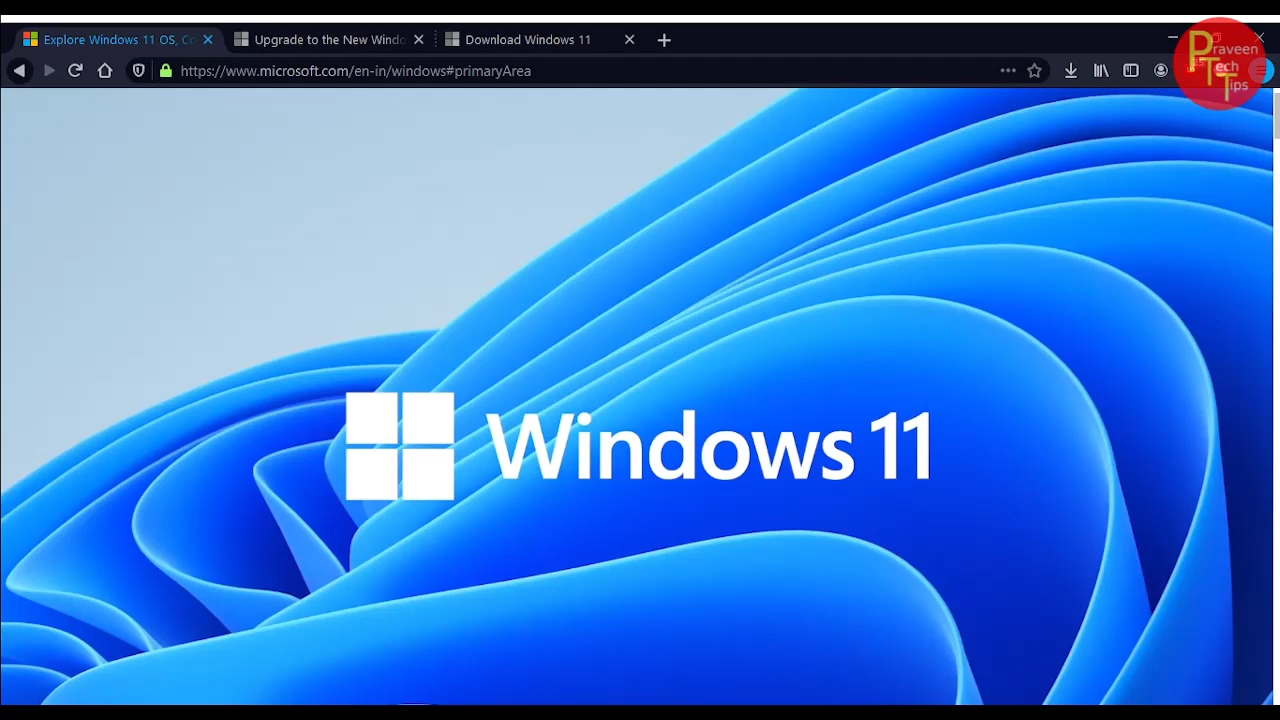 Explore Windows 11 OS, Co
Upgrade to the New Windo
Download Windows 11
https://www.microsoft.com/en-in/windows#primaryArea
Praveen
Tech
Tips
Windows 11